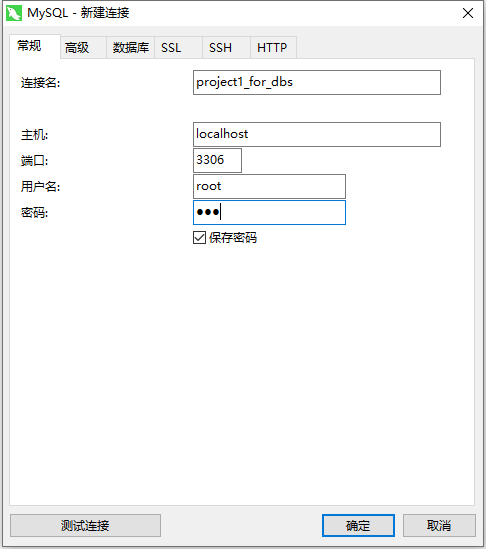 MySQL - 新建连接
常规 高级 数据库 SSL SSH HTTP
连接名: project1_for_dbs
主机: localhost
端口: 3306
用户名: root
密码: ●●●
保存密码
测试连接 确定 取消